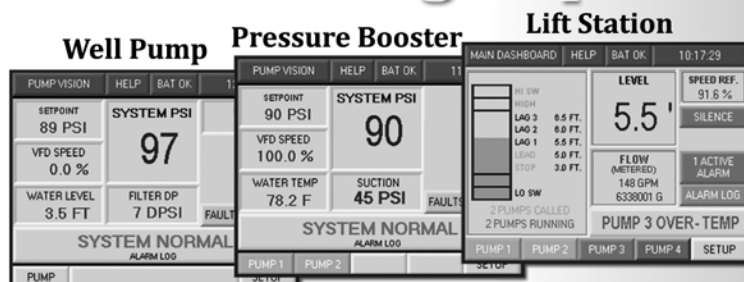 Well Pump
PUMP VISION HELP BAT OK
SETPOINT
89 PSI
SYSTEM PSI
97
VFD SPEED
0.0 %
WATER LEVEL
3.5 FT
FILTER DP
7 DPSI
SYSTEM NORMAL
ALARM LOG
PUMP
Pressure Booster
PUMP VISION HELP BAT OK 11
SETPOINT
90 PSI
SYSTEM PSI
90
VFD SPEED
100.0 %
WATER TEMP
78.2 F
SUCTION
45 PSI
FAULTS
SYSTEM NORMAL
ALARM LOG
PUMP 1 PUMP 2 SETUP
Lift Station
MAIN DASHBOARD HELP BAT OK 10:17:29
HI SW
HIGH
LAG 3 6.5 FT.
LAG 2 6.0 FT.
LAG 1 5.5 FT.
LEAD 5.0 FT.
STOP 3.0 FT.
LO SW
2 PUMPS CALLED
2 PUMPS RUNNING
LEVEL
5.5 '
FLOW
(METERED)
148 GPM
6338001 G
SPEED REF.
91.6 %
SILENCE
1 ACTIVE
ALARM
ALARM LOG
PUMP 3 OVER-TEMP
PUMP 1 PUMP 2 PUMP 3 PUMP 4 SETUP